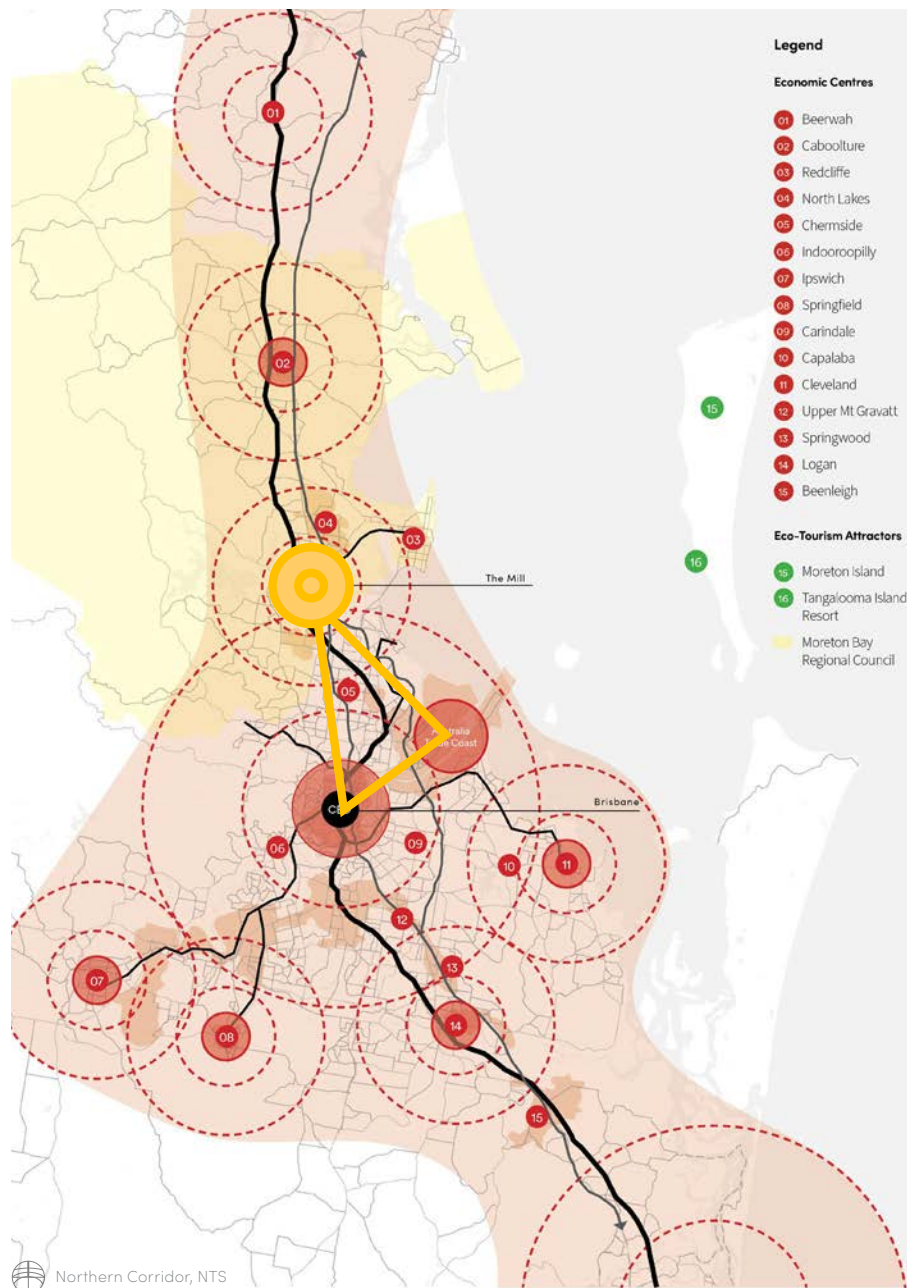 Legend
Economic Centres
01 Beerwah
02 Caboolture
03 Redcliffe
04 North Lakes
05 Chermside
06 Indooroopilly
07 Ipswich
08 Springfield
09 Carindale
10 Capalaba
11 Cleveland
12 Upper Mt Gravatt
13 Springwood
14 Logan
15 Beenleigh
Eco-Tourism Attractors
15 Moreton Island
16 Tangalooma Island
Resort
Moreton Bay
Regional Council
01
02
15
04
03
16
The Mill
05
Australia
Trade Coast
Brisbane
06
09
10
11
12
13
07
14
08
15
Northern Corridor, NTS